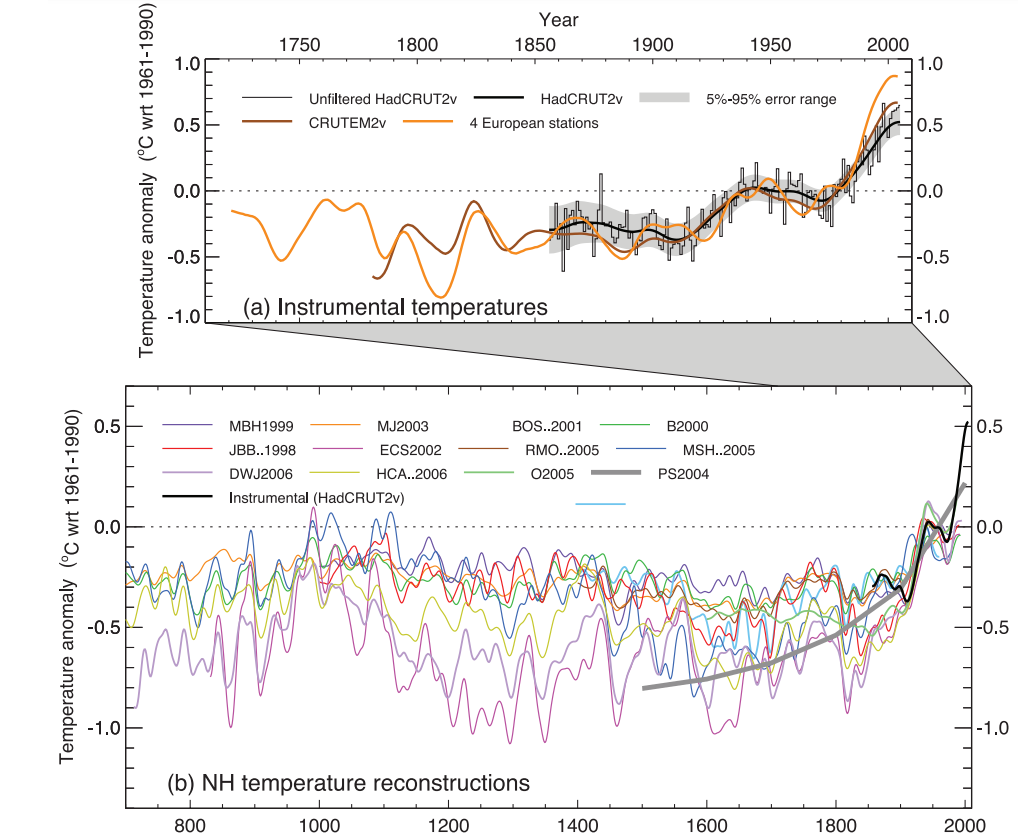 Year
1750 1800 1850 1900 1950 2000
Temperature anomaly (°C wrt 1961-1990)
1.0 1.0
Unfiltered HadCRUT2v HadCRUT2v 5%-95% error range
CRUTEM2v 4 European stations
0.5 0.5
0.0 0.0
-0.5 -0.5
(a) Instrumental temperatures
-1.0 -1.0
Temperature anomaly (°C wrt 1961-1990)
0.5 0.5
MBH1999 MJ2003 BOS..2001 B2000
JBB..1998 ECS2002 RMO..2005 MSH..2005
DWJ2006 HCA..2006 O2005 PS2004
Instrumental (HadCRUT2v)
0.0 0.0
-0.5 -0.5
-1.0 -1.0
(b) NH temperature reconstructions
800 1000 1200 1400 1600 1800 2000